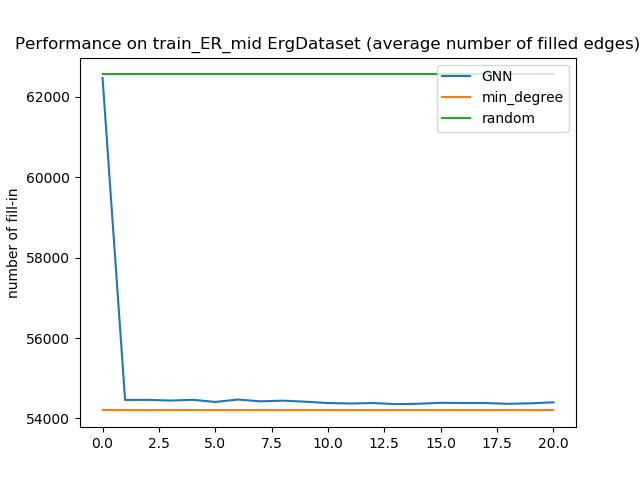 Performance on train_ER_mid ErgDataset (average number of filled edges)
number of fill-in
62000
60000
58000
56000
54000
GNN
min_degree
random
0.0 2.5 5.0 7.5 10.0 12.5 15.0 17.5 20.0